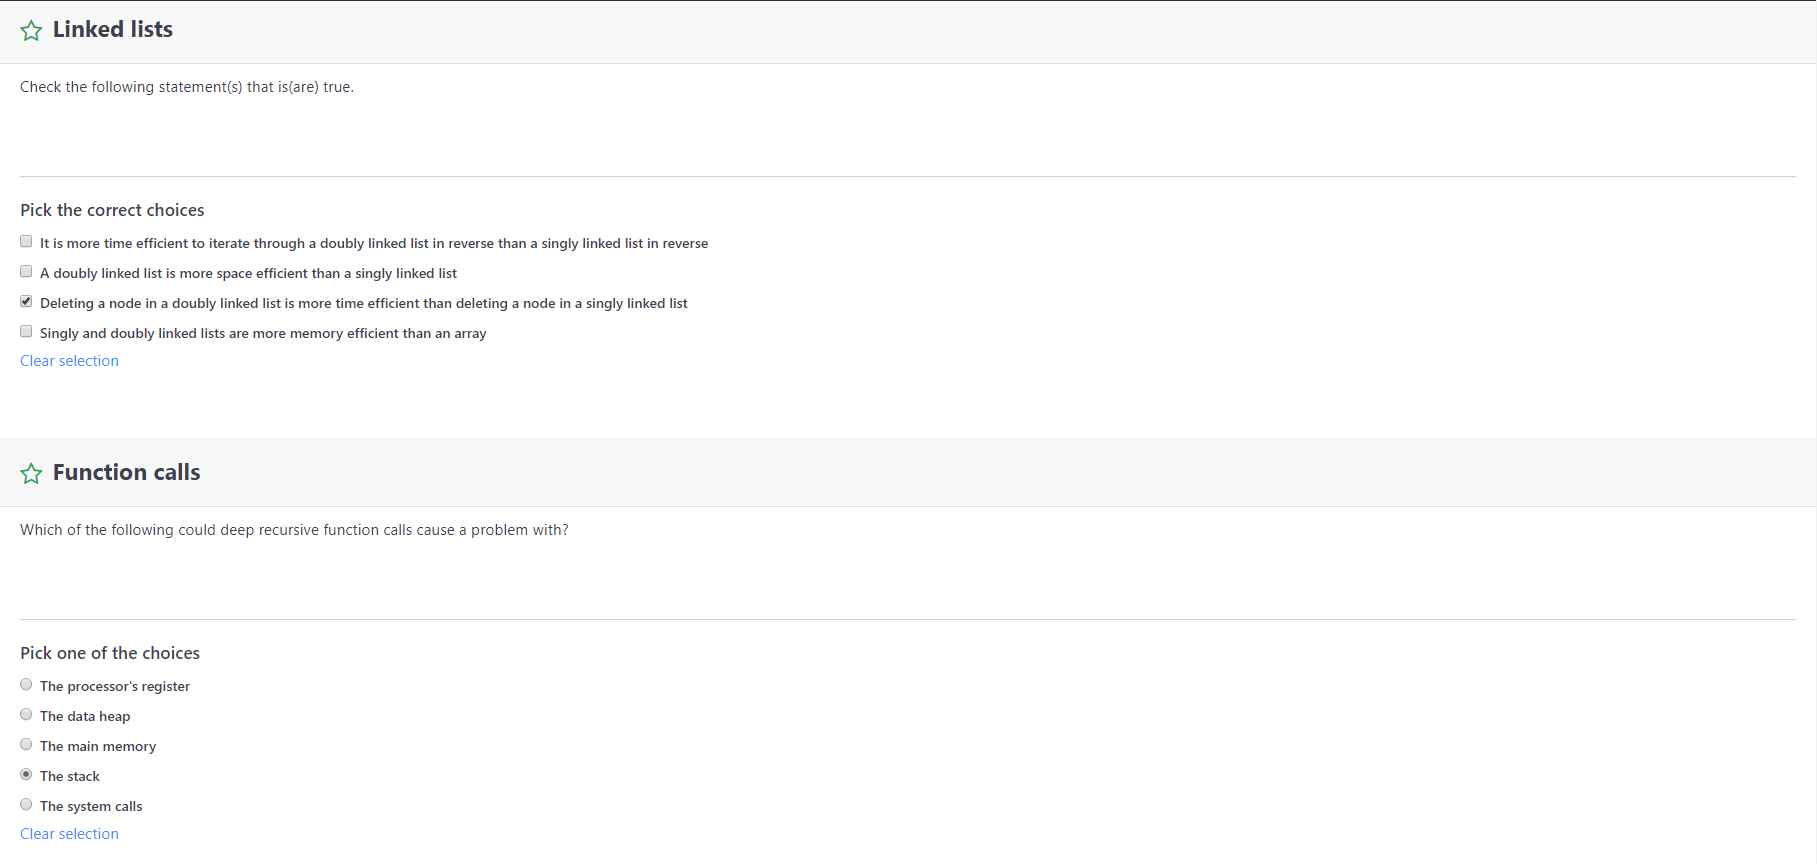 Linked lists
Check the following statement(s) that is(are) true.
Pick the correct choices
It is more time efficient to iterate through a doubly linked list in reverse than a singly linked list in reverse
A doubly linked list is more space efficient than a singly linked list
Deleting a node in a doubly linked list is more time efficient than deleting a node in a singly linked list
Singly and doubly linked lists are more memory efficient than an array
Clear selection
Function calls
Which of the following could deep recursive function calls cause a problem with?
Pick one of the choices
The processor's register
The data heap
The main memory
The stack
The system calls
Clear selection